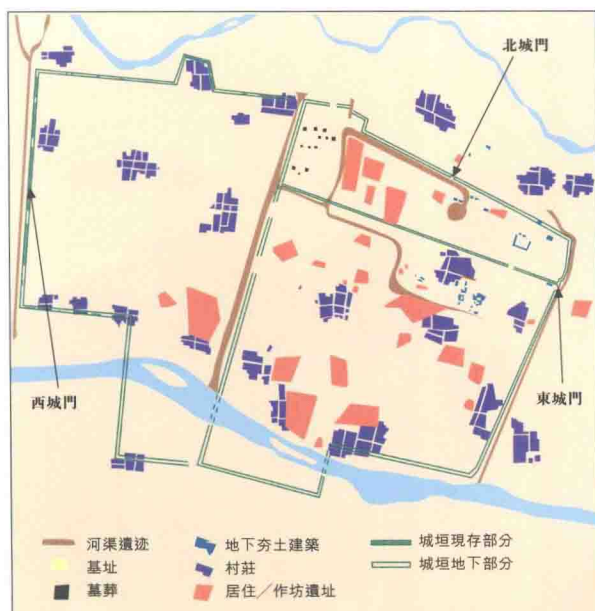 北城門
西城門
東城門
河渠遺迹
基址
墓葬
地下夯土建築
村莊
居住／作坊遺址
城垣現存部分
城垣地下部分